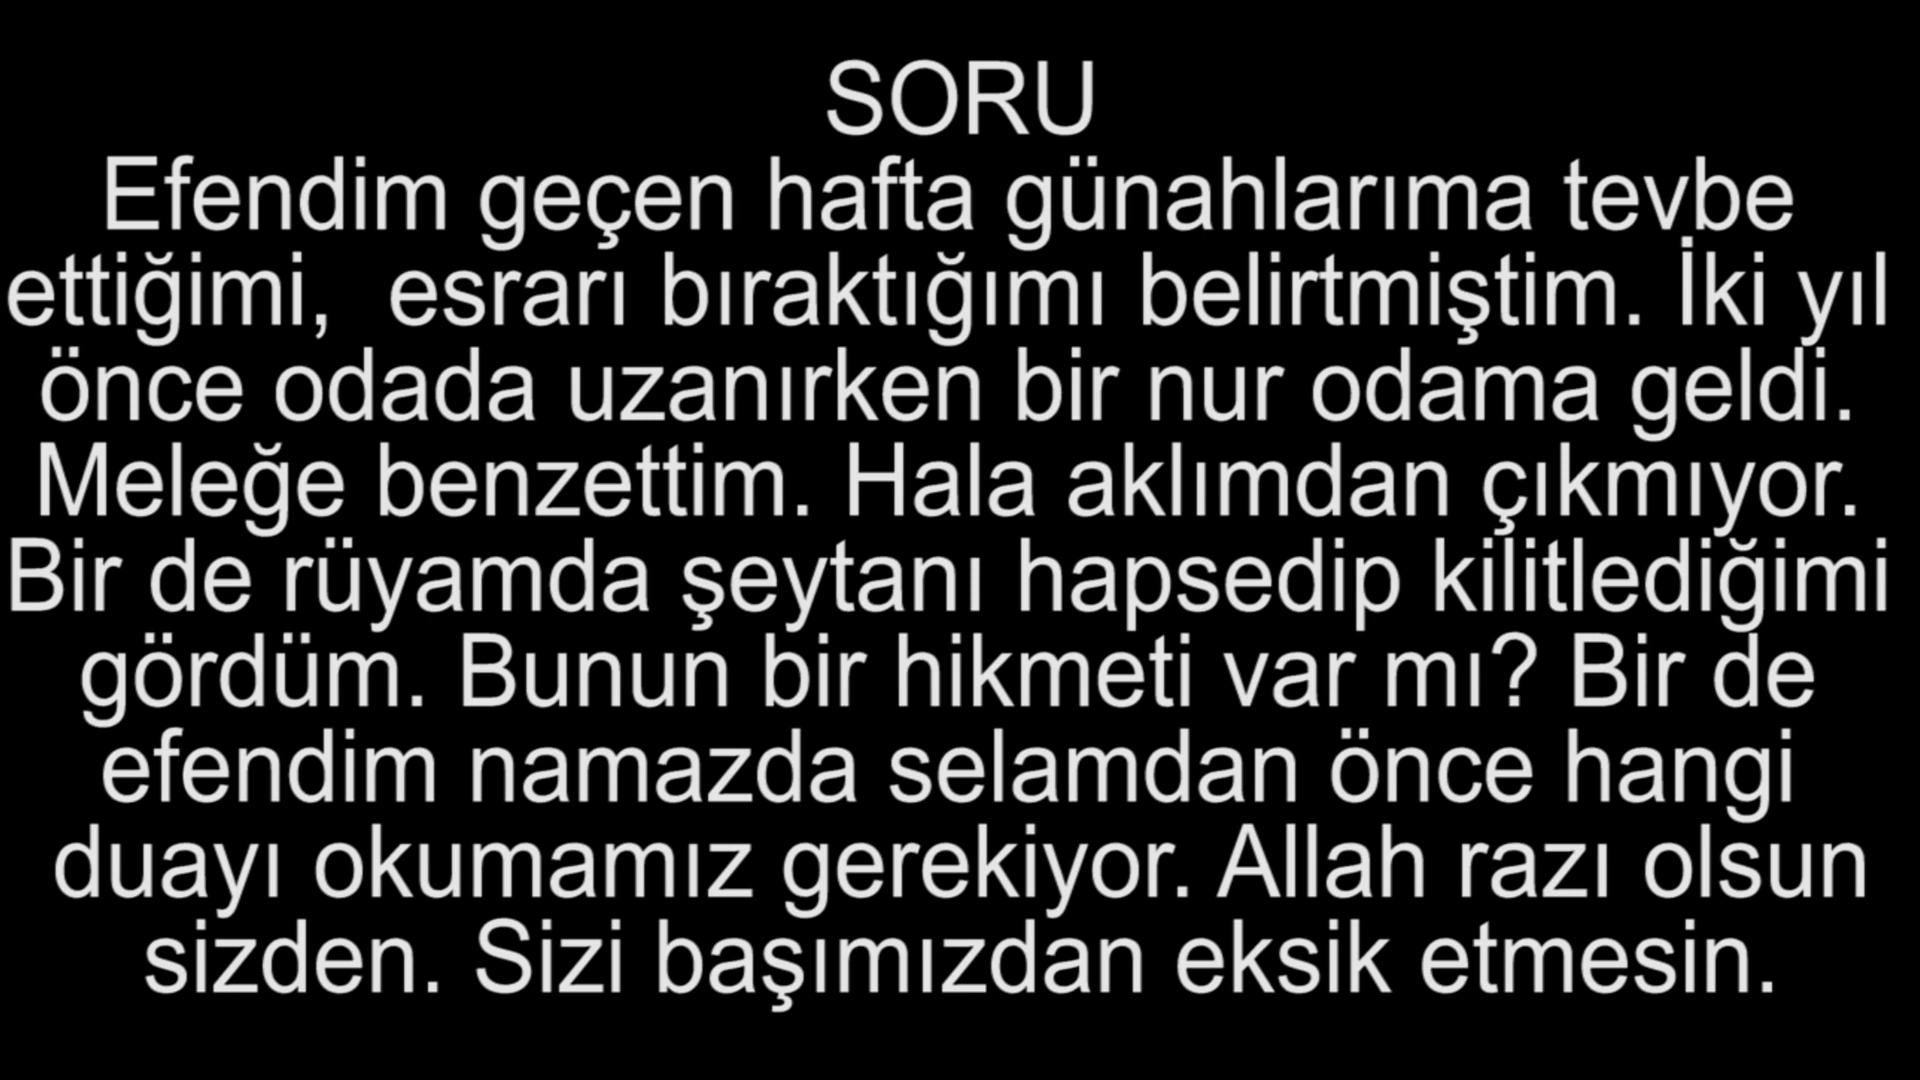 SORU
Efendim geçen hafta günahlarıma tevbe
ettiğimi,  esrarı bıraktığımı belirtmiştim. İki yıl
önce odada uzanırken bir nur odama geldi.
Meleğe benzettim. Hala aklımdan çıkmıyor.
Bir de rüyamda şeytanı hapsedip kilitlediğimi
gördüm. Bunun bir hikmeti var mı? Bir de
efendim namazda selamdan önce hangi
duayı okumamız gerekiyor. Allah razı olsun
sizden. Sizi başımızdan eksik etmesin.